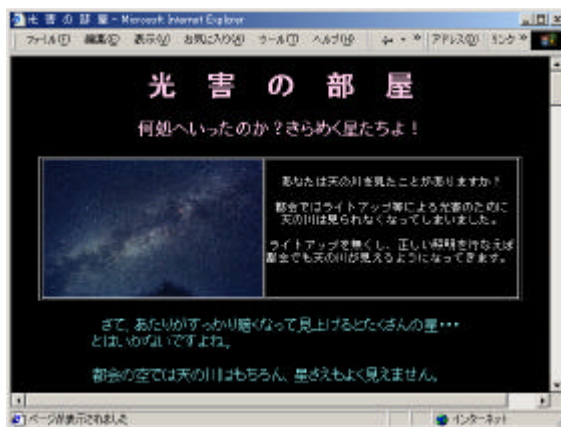 光 害 の 部 屋 - Microsoft Internet Explorer
ファイル(F) 編集(E) 表示(V) お気に入り(A) ツール(T) ヘルプ(H) アドレス(D) リンク
光 害 の 部 屋
何処へいったのか？きらめく星たちよ！
あなたは天の川を見たことがありますか？
都会ではライトアップ等による光害のために
天の川は見られなくなってしまいました。
ライトアップを無くし、正しい照明を行なえば
都会でも天の川が見えるようになってきます。
さて、あたりがすっかり暗くなって見上げるとたくさんの星・・・
とはいかないですよね。
都会の空では天の川はもちろん、星さえもよく見えません。
ページが表示されました インターネット